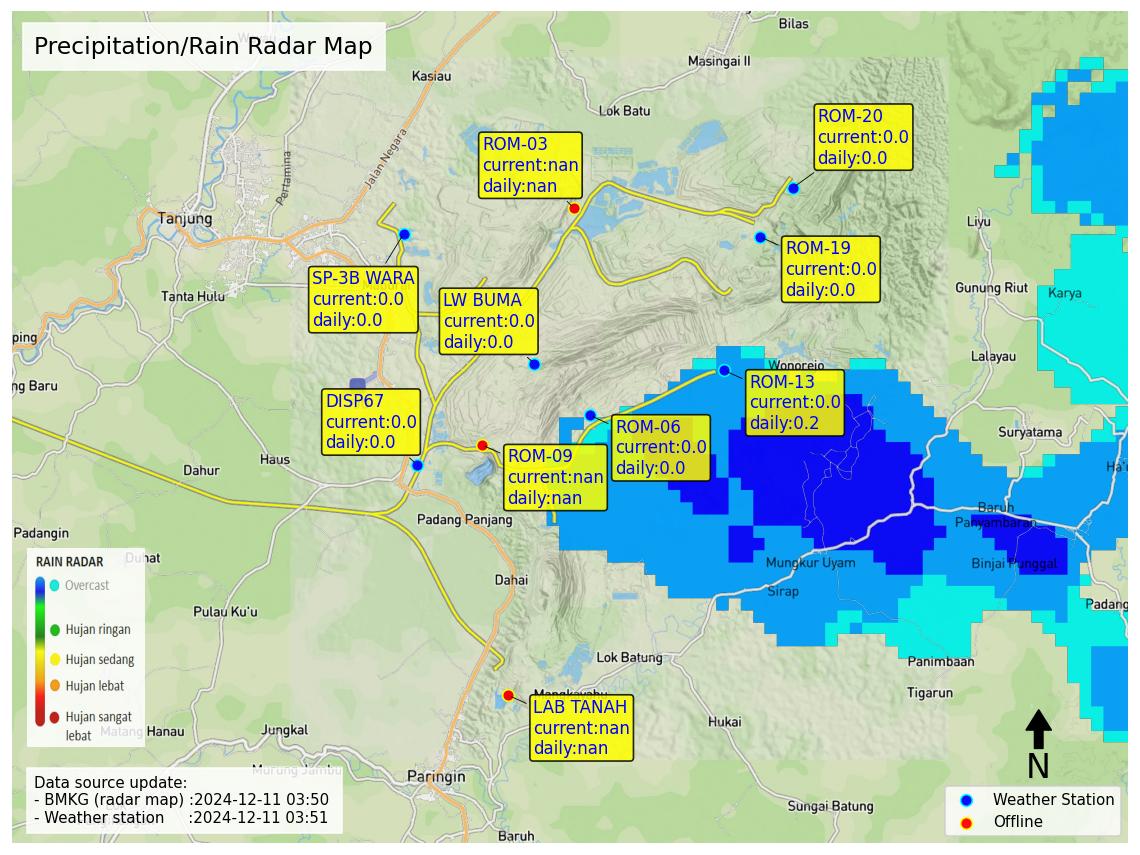 Precipitation/Rain Radar Map
Bilas
Masingai II
Kasiau
Lok Batu
Jalan Negara
Pertamina
Tanjung
Tanta Hulu
ROM-03
current:nan
daily:nan
ROM-20
current:0.0
daily:0.0
ROM-19
current:0.0
daily:0.0
SP-3B WARA
current:0.0
daily:0.0
LW BUMA
current:0.0
daily:0.0
Liyu
Gunung Riut
Karya
Lalayau
ping
ng Baru
Wonorejo
ROM-13
current:0.0
daily:0.2
DISP67
current:0.0
daily:0.0
ROM-06
current:0.0
daily:0.0
ROM-09
current:nan
daily:nan
Suryatama
Ha'u
Haus
Dahur
Padang Panjang
Padangin
Baruh
Panyambaran
Mungkur Uyam
Binjai Punggal
Sirap
Dahai
Duhat
Pulau Ku'u
Padang
RAIN RADAR
Overcast
Hujan ringan
Hujan sedang
Hujan lebat
Hujan sangat
lebat
Lok Batung
Panimbaan
Tigarun
Mangkayahu
LAB TANAH
current:nan
daily:nan
Hukai
Matang Hanau
Jungkal
Murung Jambu
Paringin
Sungai Batung
Baruh
Data source update:
- BMKG (radar map) :2024-12-11 03:50
- Weather station :2024-12-11 03:51
N
Weather Station
Offline